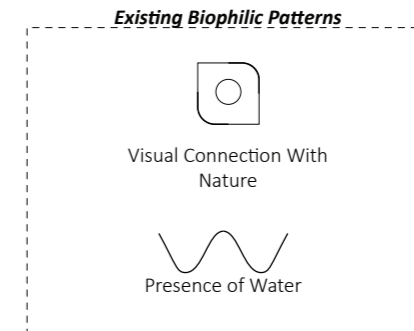 Existing Biophilic Patterns
Visual Connection With
Nature
Presence of Water